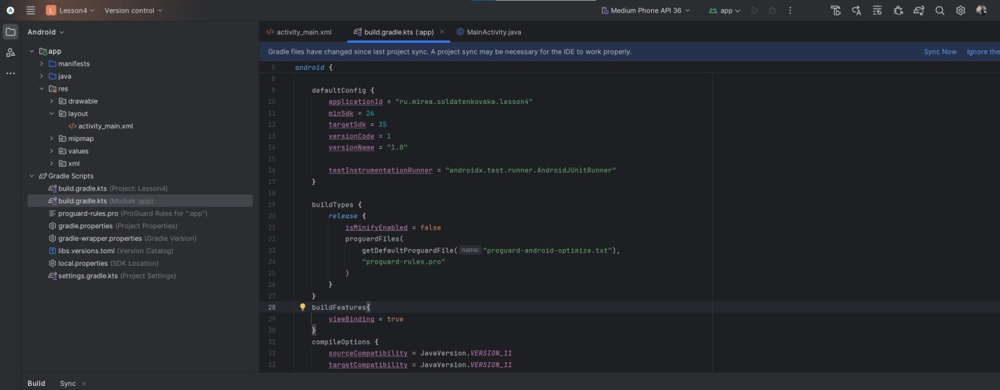 L Lesson4 Version control Medium Phone API 36 app
Android
activity_main.xml build.gradle.kts (:app) MainActivity.java
Gradle files have changed since last project sync. A project sync may be necessary for the IDE to work properly. Sync Now Ignore the
app
manifests
java
res
drawable
layout
activity_main.xml
mipmap
values
xml
Gradle Scripts
build.gradle.kts (Project: Lesson4)
build.gradle.kts (Module :app)
proguard-rules.pro (ProGuard Rules for ":app")
gradle.properties (Project Properties)
gradle-wrapper.properties (Gradle Version)
libs.versions.toml (Version Catalog)
local.properties (SDK Location)
settings.gradle.kts (Project Settings)
5 android {
8
9 defaultConfig {
10 applicationId = "ru.mirea.soldatenkovaka.lesson4"
11 minSdk = 26
12 targetSdk = 35
13 versionCode = 1
14 versionName = "1.0"
15
16 testInstrumentationRunner = "androidx.test.runner.AndroidJUnitRunner"
17 }
18
19 buildTypes {
20 release {
21 isMinifyEnabled = false
22 proguardFiles(
23 getDefaultProguardFile( name: "proguard-android-optimize.txt"),
24 "proguard-rules.pro"
25 )
26 }
27 }
28 buildFeatures{
29 viewBinding = true
30 }
31 compileOptions {
32 sourceCompatibility = JavaVersion.VERSION_11
33 targetCompatibility = JavaVersion.VERSION_11
Build Sync